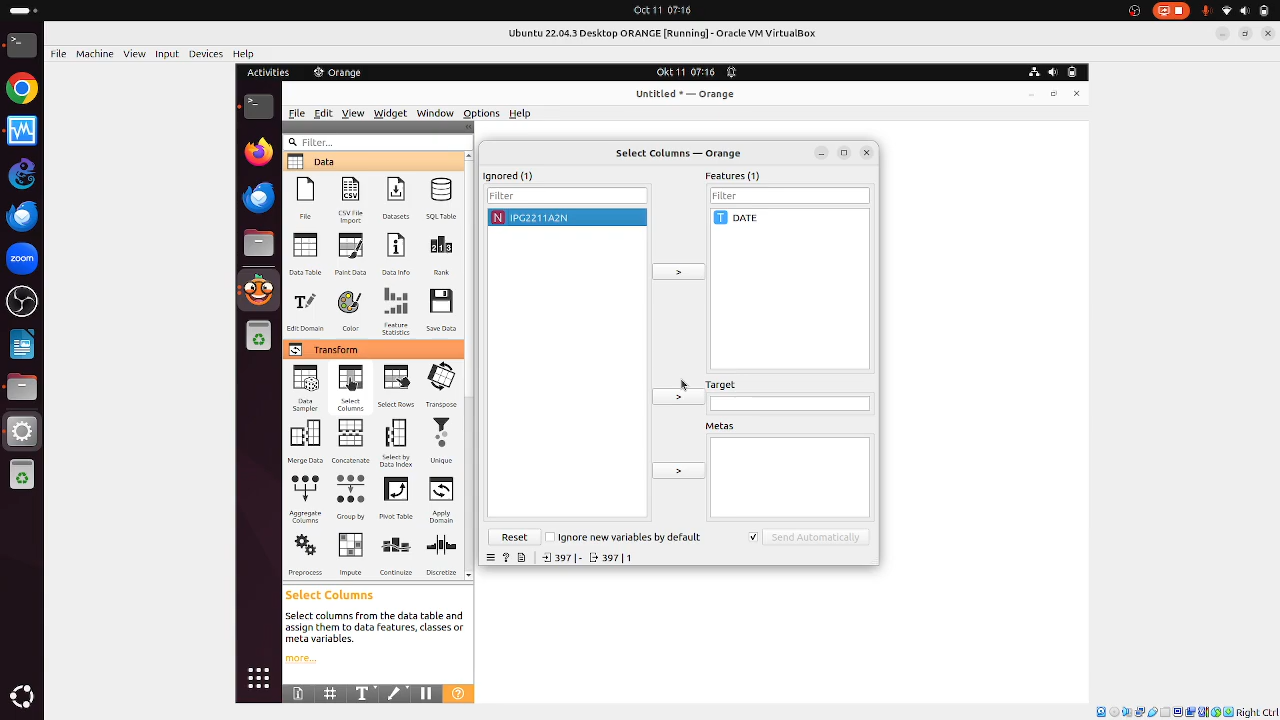 Oct 11 07:16
Ubuntu 22.04.3 Desktop ORANGE [Running] - Oracle VM VirtualBox
File Machine View Input Devices Help
Activities Orange Okt 11 07:16
Untitled * — Orange
File Edit View Widget Window Options Help
Filter...
Data
File
CSV File Import
Datasets
SQL Table
Data Table
Paint Data
Data Info
Rank
Edit Domain
Color
Feature Statistics
Save Data
Transform
Data Sampler
Select Columns
Select Rows
Transpose
Merge Data
Concatenate
Select by Data Index
Unique
Aggregate Columns
Group by
Pivot Table
Apply Domain
Preprocess
Impute
Continuize
Discretize
Select Columns
Select columns from the data table and
assign them to data features, classes or
meta variables.
more...
Select Columns — Orange
Ignored (1)
Filter
N IPG2211A2N
>
>
>
Features (1)
Filter
T DATE
Target
Metas
Reset
Ignore new variables by default
Send Automatically
397 | - 397 | 1
zoom
Right Ctrl